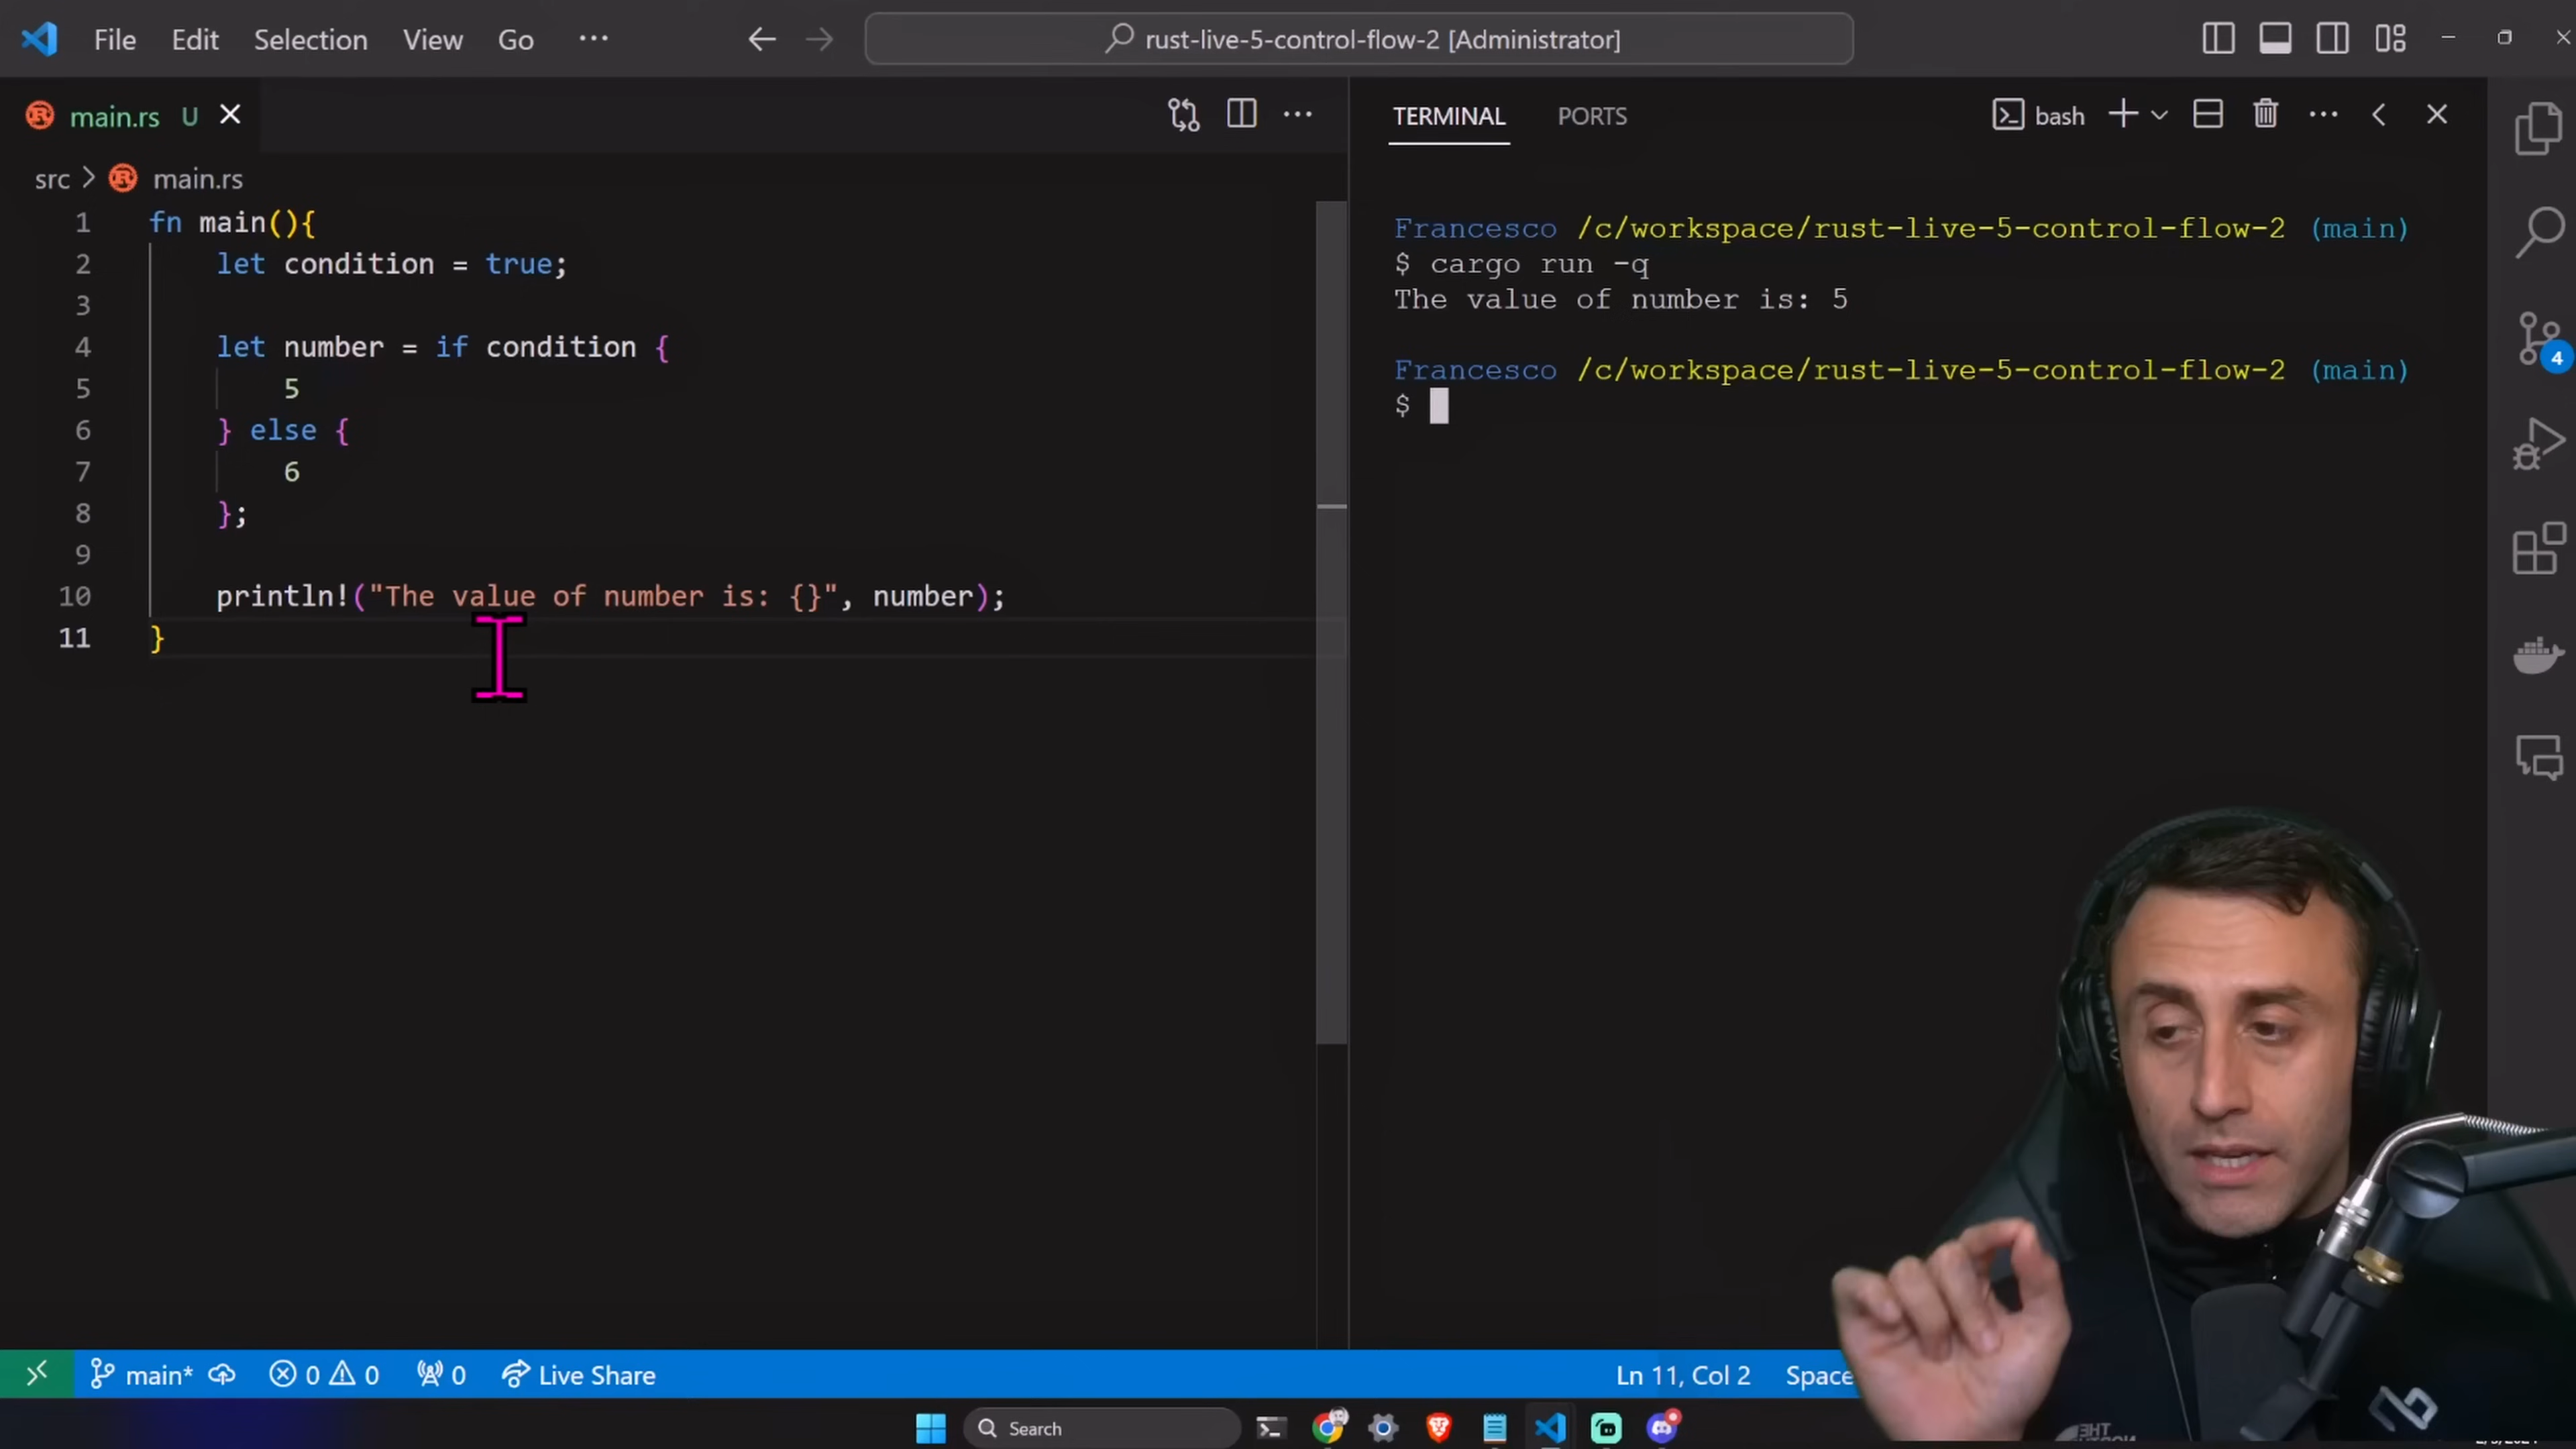 File Edit Selection View Go ··· rust-live-5-control-flow-2 [Administrator]
main.rs U
TERMINAL PORTS bash
src > main.rs
1 fn main(){
2 let condition = true;
3
4 let number = if condition {
5 5
6 } else {
7 6
8 };
9
10 println!("The value of number is: {}", number);
11 }
Francesco /c/workspace/rust-live-5-control-flow-2 (main)
$ cargo run -q
The value of number is: 5
Francesco /c/workspace/rust-live-5-control-flow-2 (main)
$
4
main* 0 0 0 Live Share Ln 11, Col 2 Space
Search